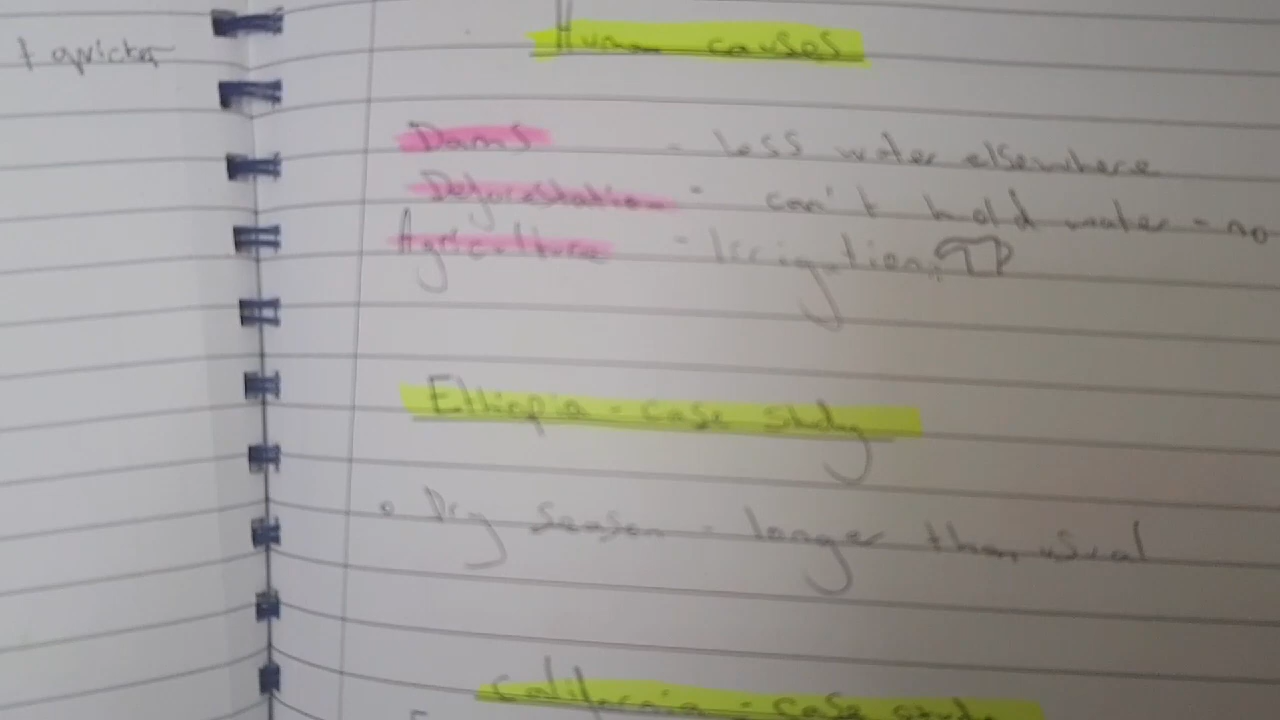 quicker
Human causes
Dams - less water elsewhere
Deforestation - can't hold water - no
Agriculture - Irrigation,
Ethiopia - case study
Dry season - longer than usual
California - case study